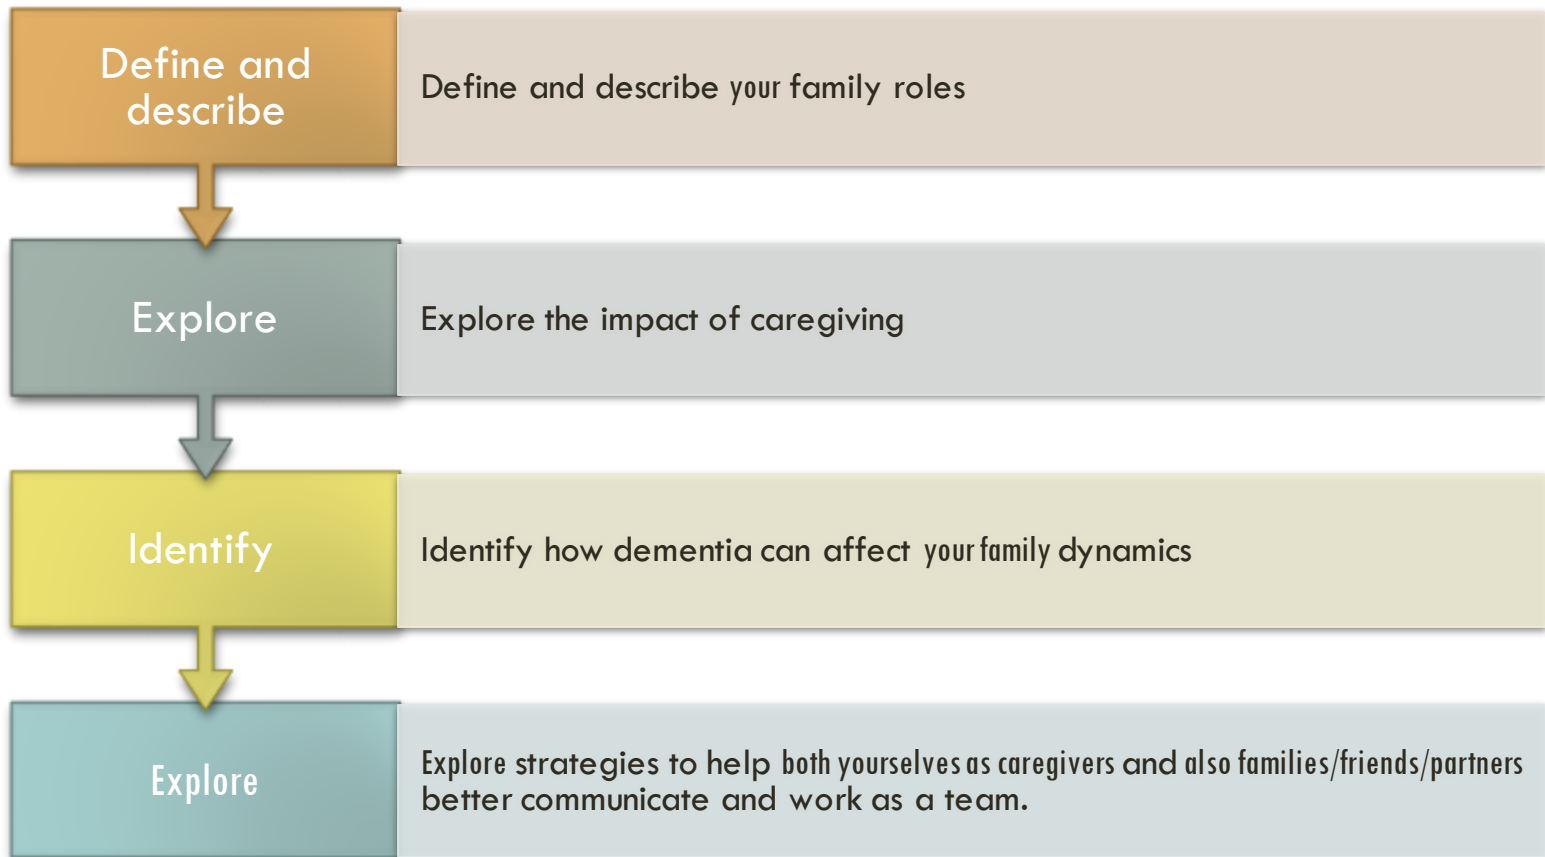 Define and
describe
Define and describe your family roles
Explore
Explore the impact of caregiving
Identify
Identify how dementia can affect your family dynamics
Explore
Explore strategies to help both yourselves as caregivers and also families/friends/partners
better communicate and work as a team.